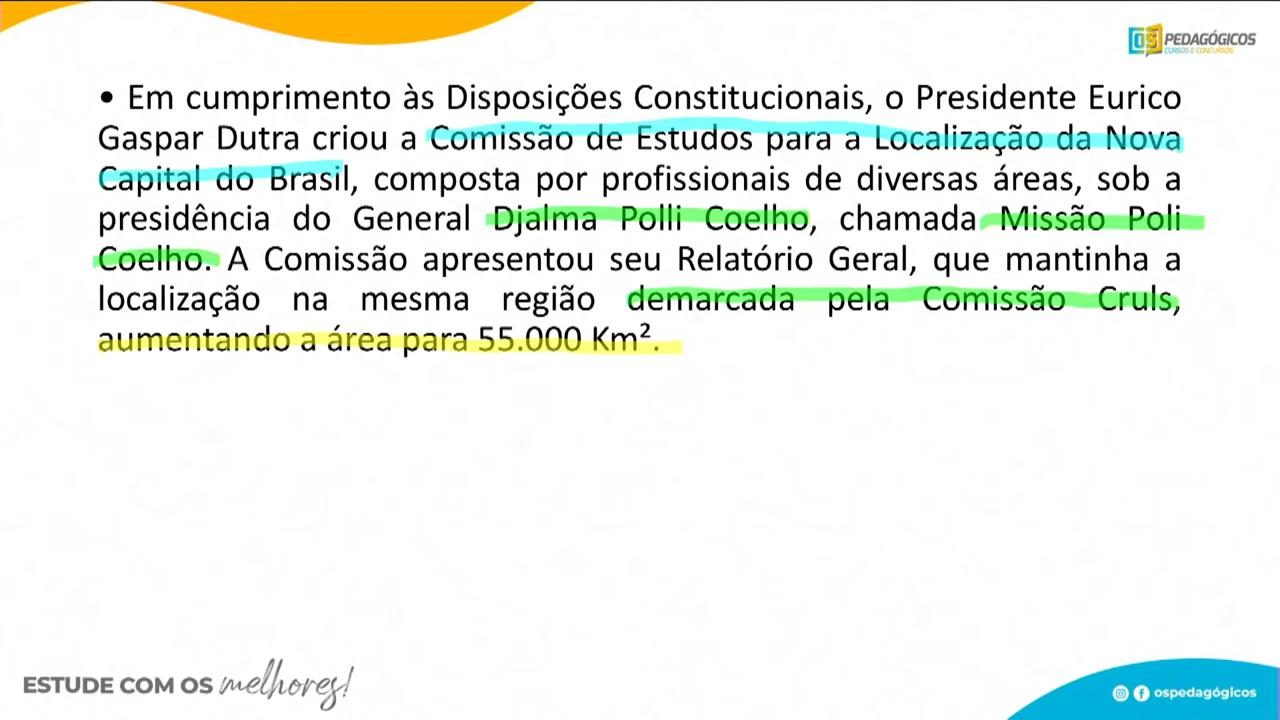 OS PEDAGÓGICOS
CURSOS E CONCURSOS
• Em cumprimento às Disposições Constitucionais, o Presidente Eurico
Gaspar Dutra criou a Comissão de Estudos para a Localização da Nova
Capital do Brasil, composta por profissionais de diversas áreas, sob a
presidência do General Djalma Polli Coelho, chamada Missão Poli
Coelho. A Comissão apresentou seu Relatório Geral, que mantinha a
localização na mesma região demarcada pela Comissão Cruls,
aumentando a área para 55.000 Km².
ESTUDE COM OS melhores!
ospedagógicos